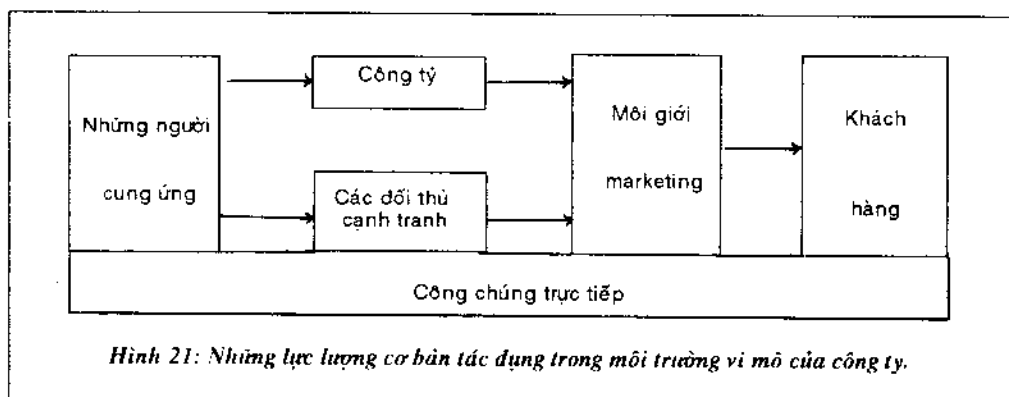 Những người
cung ứng
Công ty
Các đối thủ
cạnh tranh
Môi giới
marketing
Khách
hàng
Công chúng trực tiếp
Hình 21: Những lực lượng cơ bản tác dụng trong môi trường vi mô của công ty.